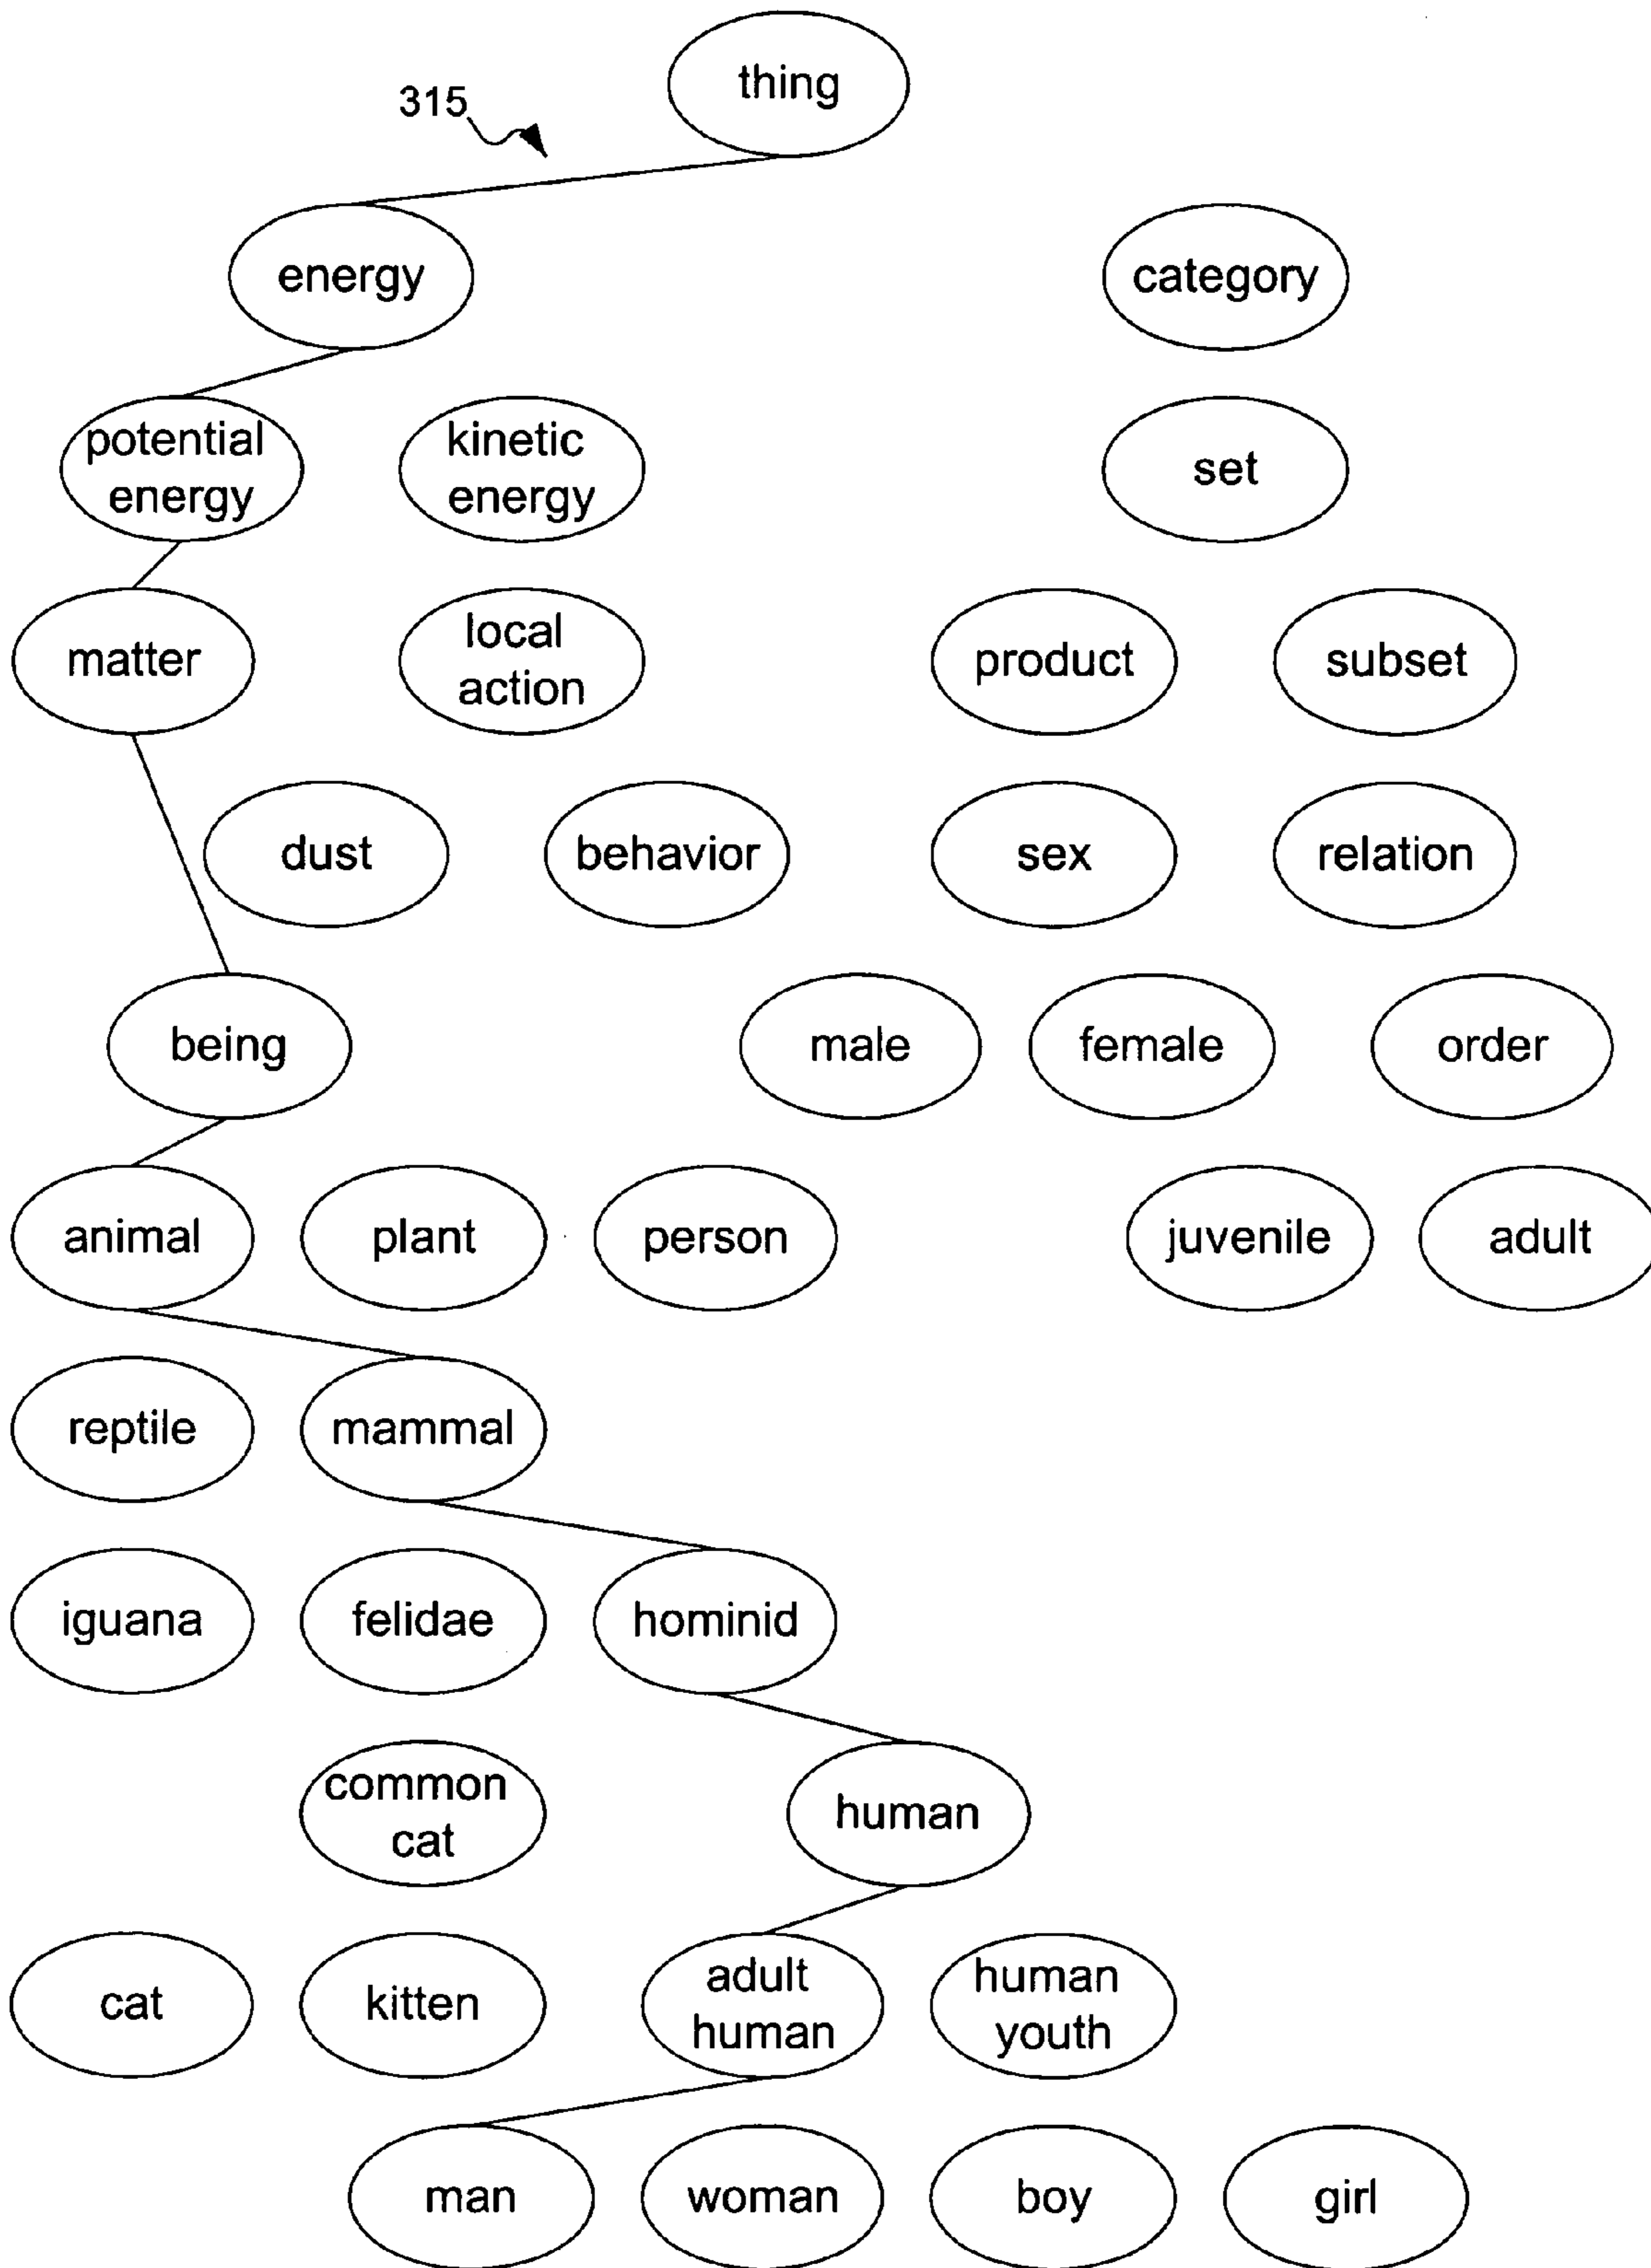 thing
315
energy
category
potential
energy
kinetic
energy
set
matter
local
action
product
subset
dust
behavior
sex
relation
being
male
female
order
animal
plant
person
juvenile
adult
reptile
mammal
iguana
felidae
hominid
common
cat
human
cat
kitten
adult
human
human
youth
man
woman
boy
girl